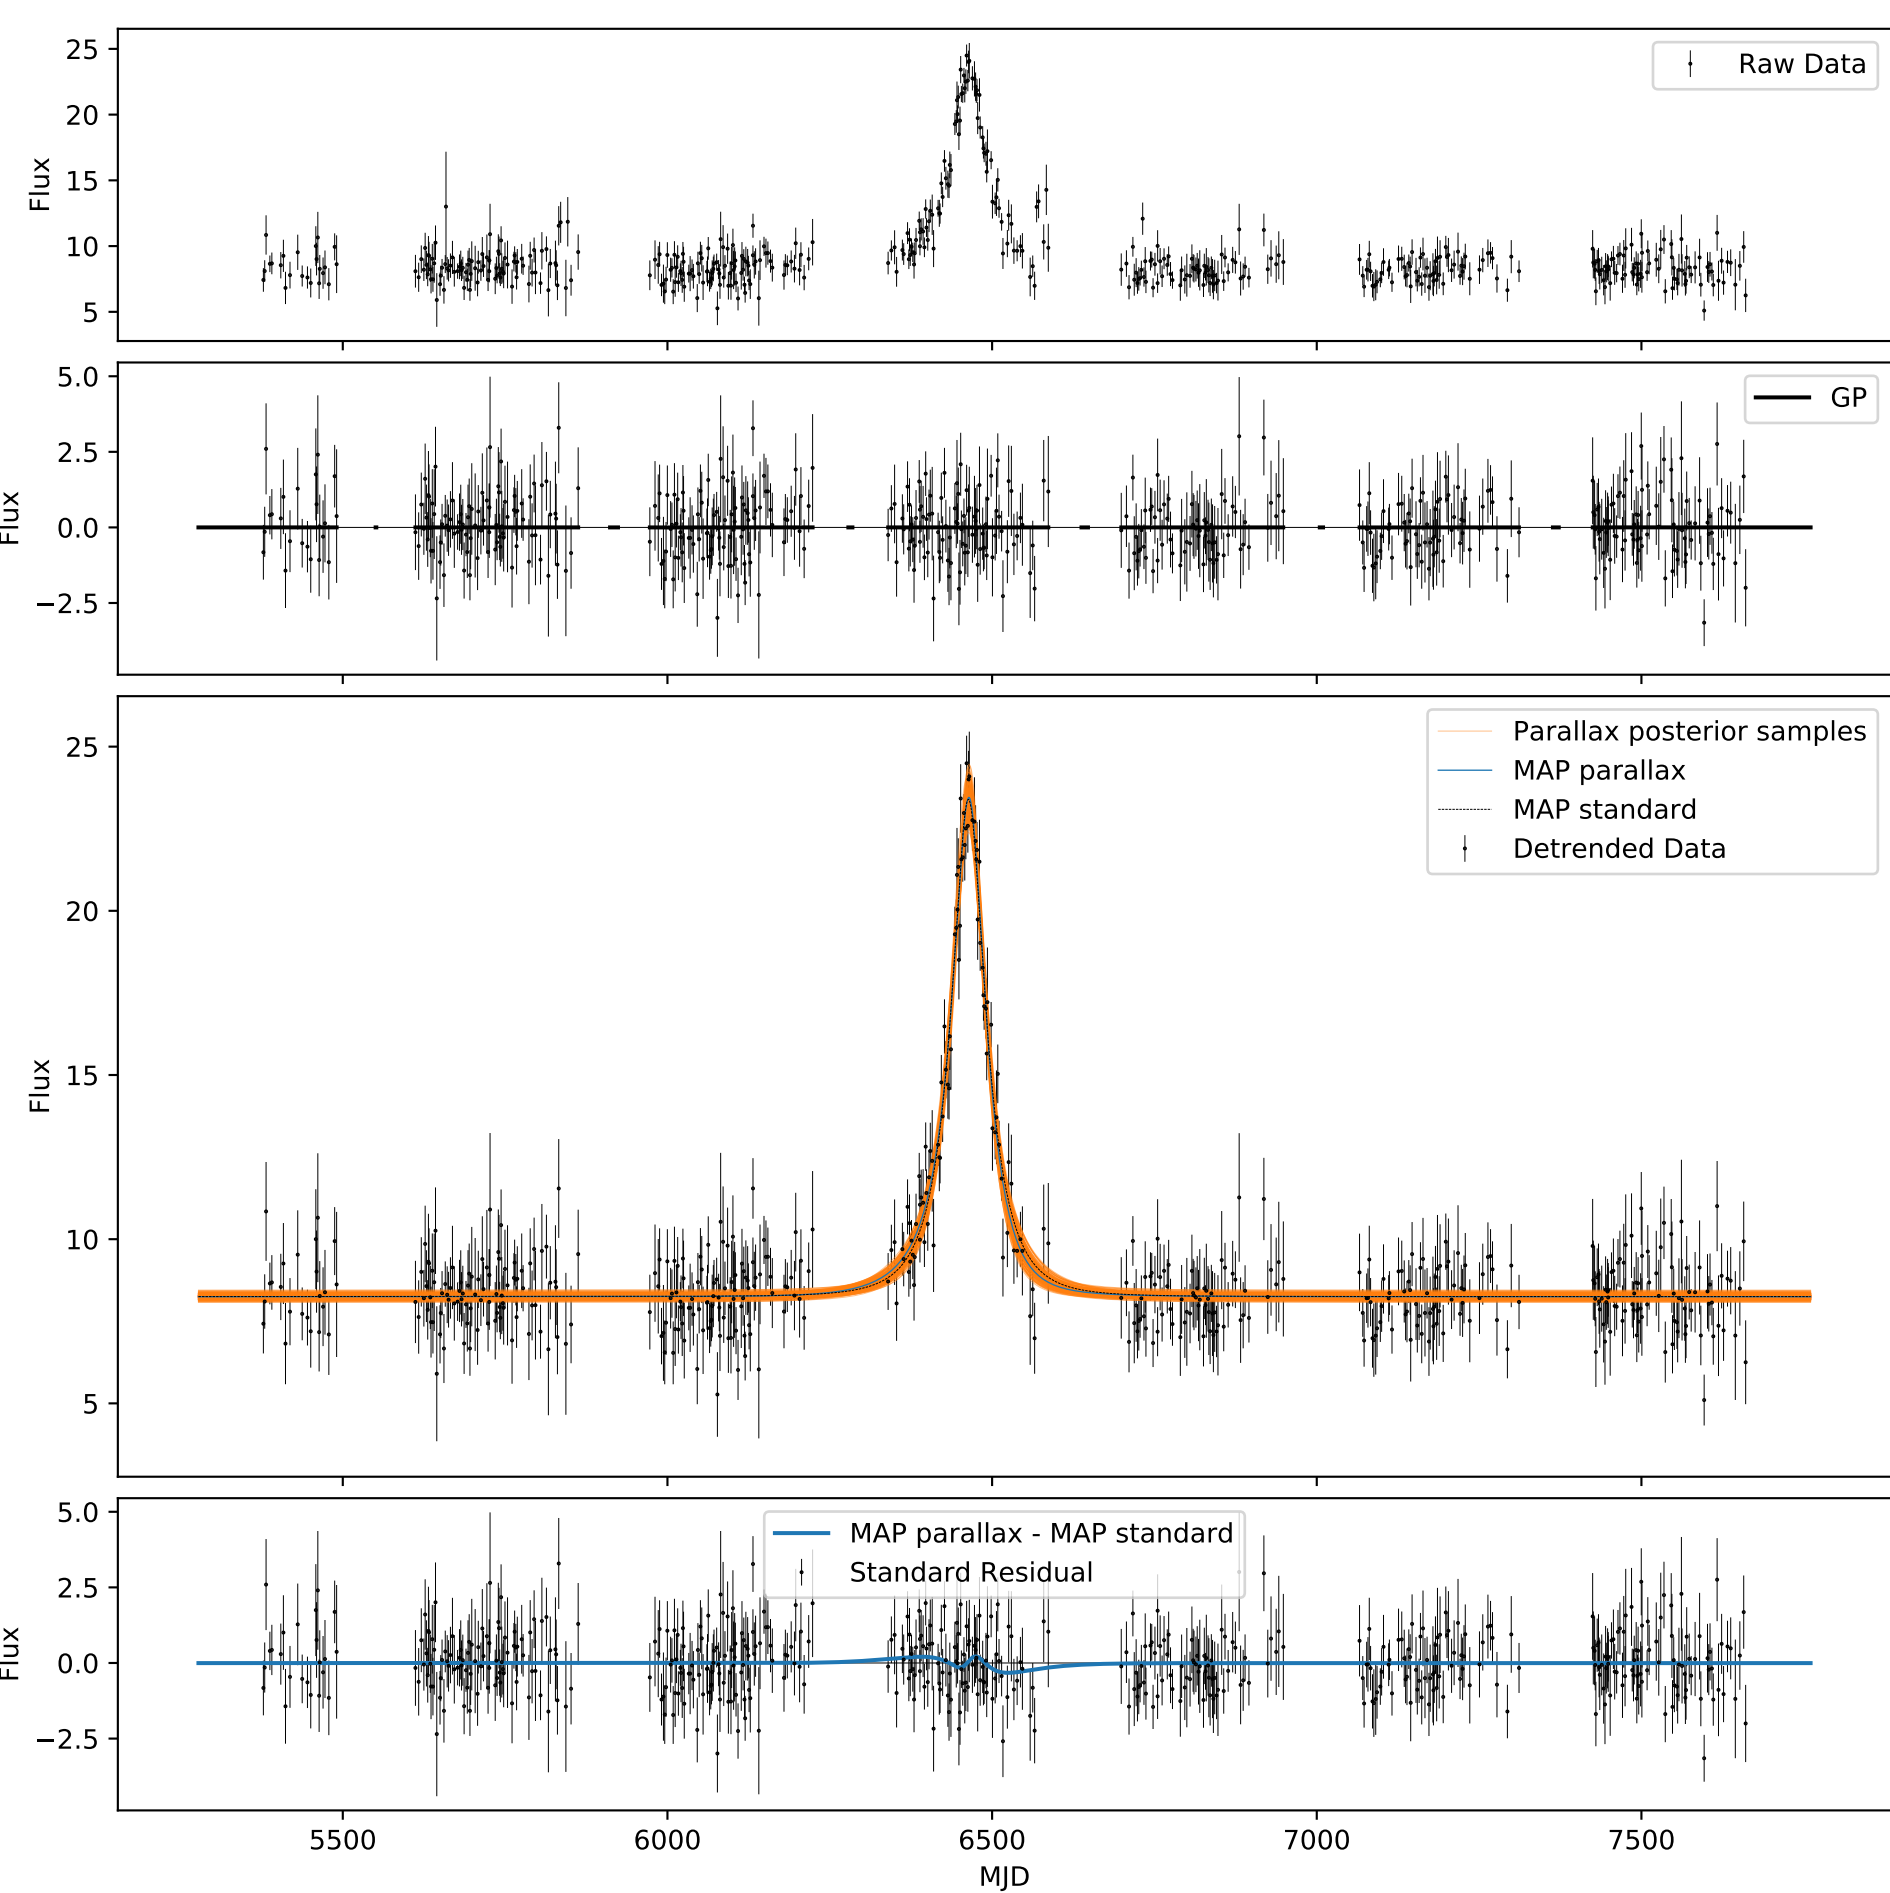 25
20
15
10
5
Flux
Raw Data
5.0
2.5
0.0
−2.5
Flux
GP
25
20
15
10
5
Flux
Parallax posterior samples
MAP parallax
MAP standard
Detrended Data
5.0
2.5
0.0
−2.5
Flux
MAP parallax - MAP standard
Standard Residual
5500 6000 6500 7000 7500
MJD